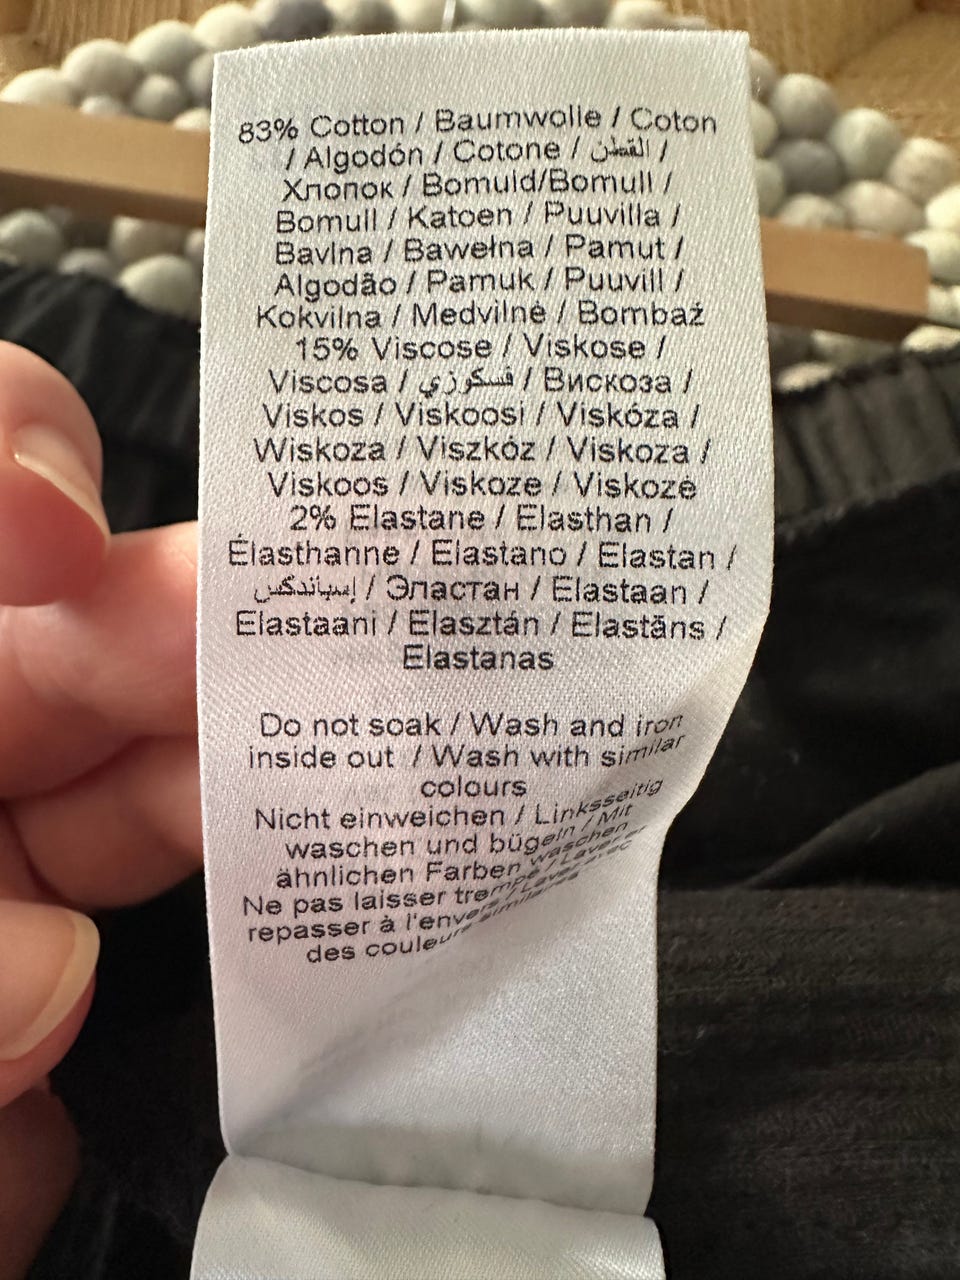 83% Cotton / Baumwolle / Coton
/ Algodón / Cotone / القطن /
Хлопок / Bomuld/Bomull /
Bomull / Katoen / Puuvilla /
Bavlna / Bawełna / Pamut /
Algodão / Pamuk / Puuvill /
Kokvilna / Medvilnė / Bombaž
15% Viscose / Viskose /
Viscosa / فسكوزي / Вискоза /
Viskos / Viskoosi / Viskóza /
Wiskoza / Viszkóz / Viskoza /
Viskoos / Viskoze / Viskozė
2% Elastane / Elasthan /
Élasthanne / Elastano / Elastan /
إسباندكس / Эластан / Elastaan /
Elastaani / Elasztán / Elastāns /
Elastanas
Do not soak / Wash and iron
inside out / Wash with similar
colours
Nicht einweichen / Linksseitig
waschen und bügeln / Mit
ähnlichen Farben waschen
Ne pas laisser trempé / Laver et
repasser à l'envers / Laver avec
des couleurs similaires